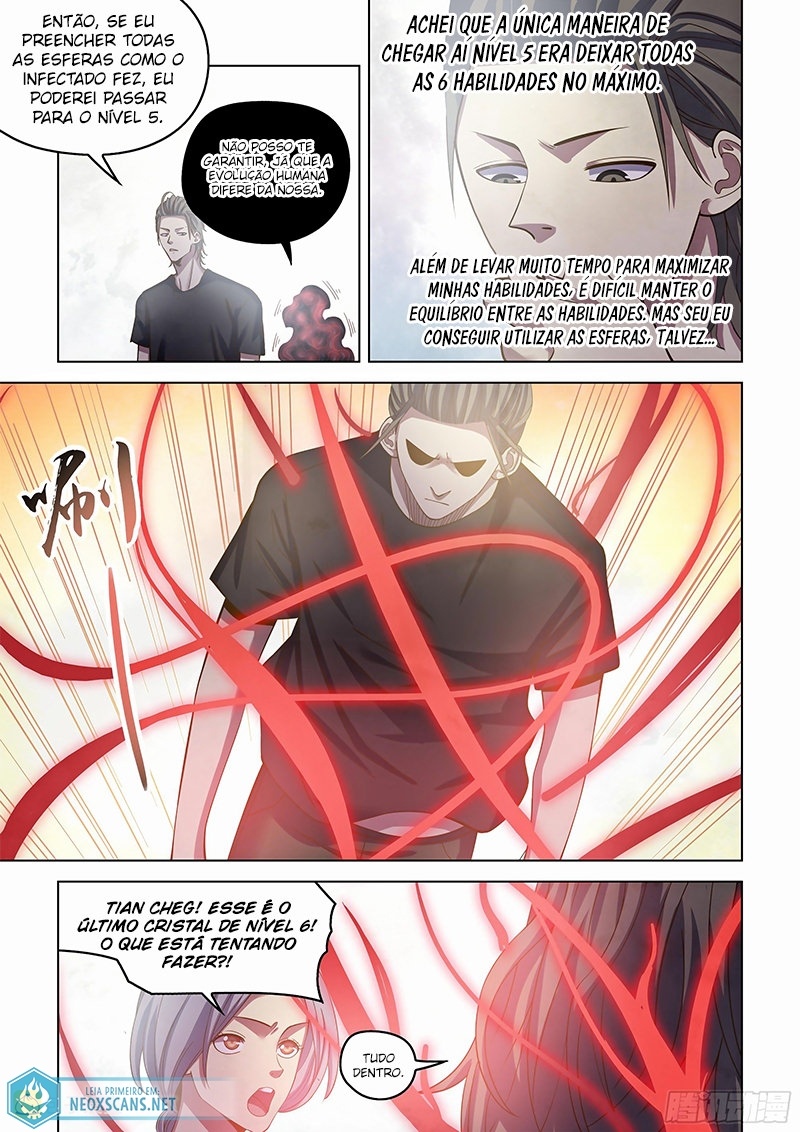 ENTÃO, SE EU
PREENCHER TODAS
AS ESFERAS COMO O
INFECTADO FEZ, EU
PODEREI PASSAR
PARA O NÍVEL 5.
NÃO POSSO TE
GARANTIR, JÁ QUE A
EVOLUÇÃO HUMANA
DIFERE DA NOSSA.
ACHEI QUE A ÚNICA MANEIRA DE
CHEGAR AI NÍVEL 5 ERA DEIXAR TODAS
AS 6 HABILIDADES NO MÁXIMO.
ALÉM DE LEVAR MUITO TEMPO PARA MAXIMIZAR
MINHAS HABILIDADES, É DIFÍCIL MANTER O
EQUILÍBRIO ENTRE AS HABILIDADES. MAS SEU EU
CONSEGUIR UTILIZAR AS ESFERAS, TALVEZ...
唰
TIAN CHEG! ESSE É O
ÚLTIMO CRISTAL DE NÍVEL 6!
O QUE ESTÁ TENTANDO
FAZER?!
TUDO
DENTRO.
LEIA PRIMEIRO EM:
NEOXSCANS.NET
腾讯动漫